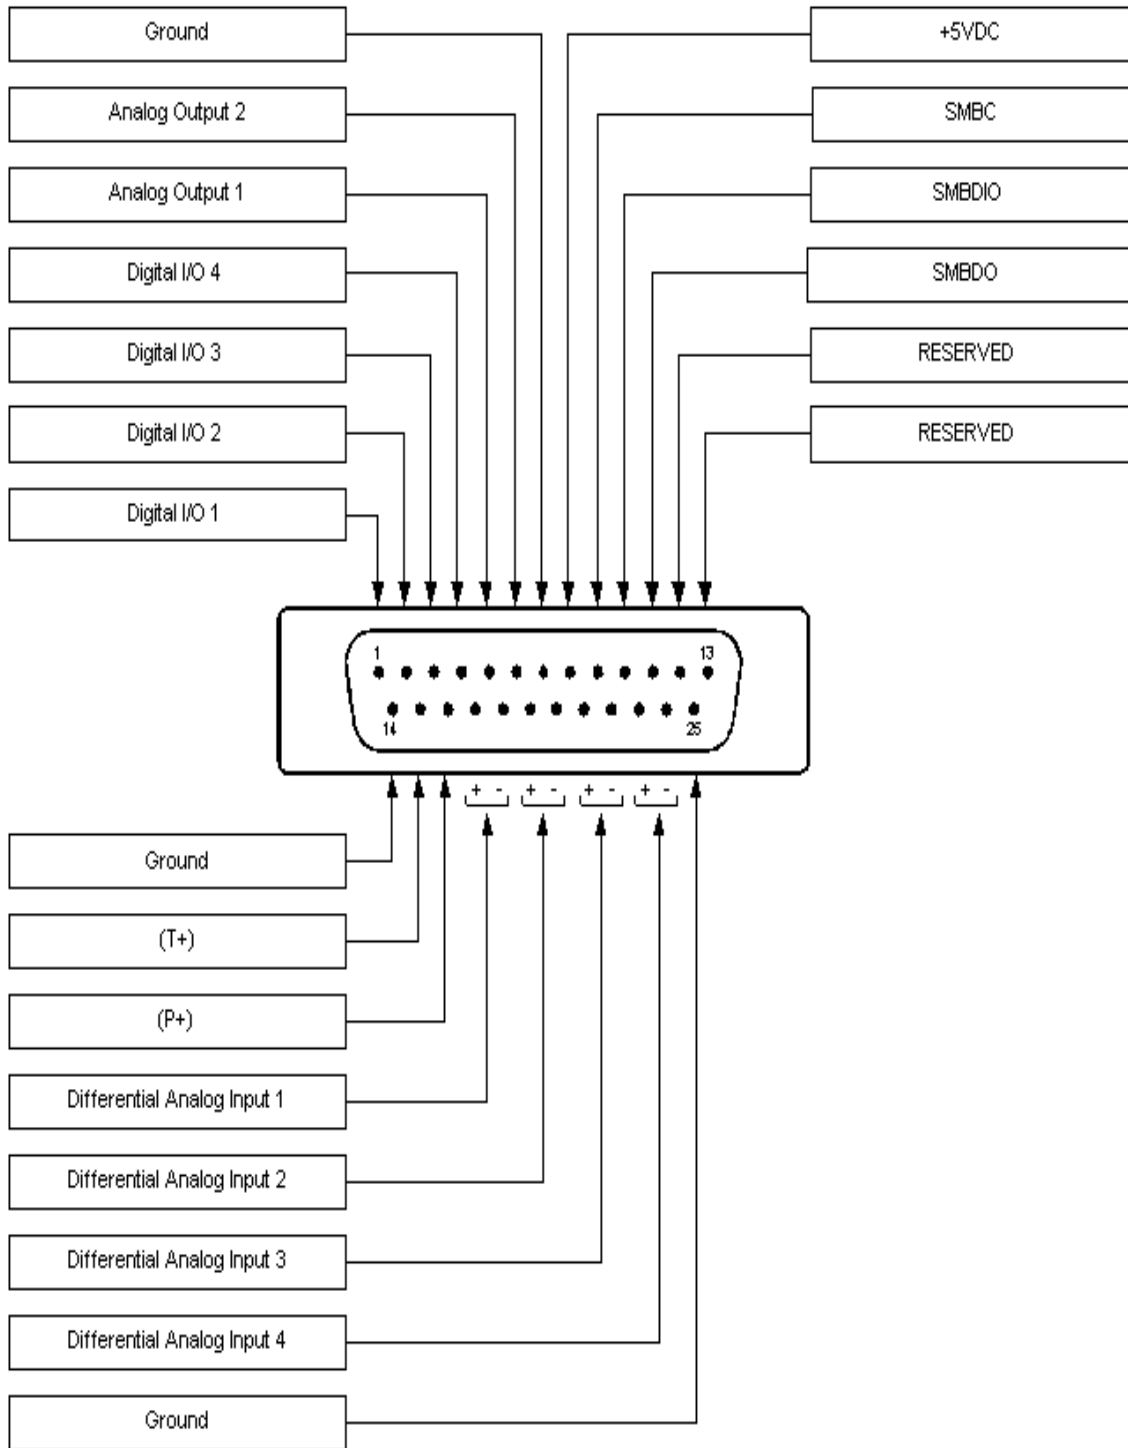 Ground
+5VDC
Analog Output 2
SMBC
Analog Output 1
SMBDIO
Digital I/O 4
SMBDO
Digital I/O 3
RESERVED
Digital I/O 2
RESERVED
Digital I/O 1
1 13
14 25
+ - + - + - + -
Ground
(T+)
(P+)
Differential Analog Input 1
Differential Analog Input 2
Differential Analog Input 3
Differential Analog Input 4
Ground